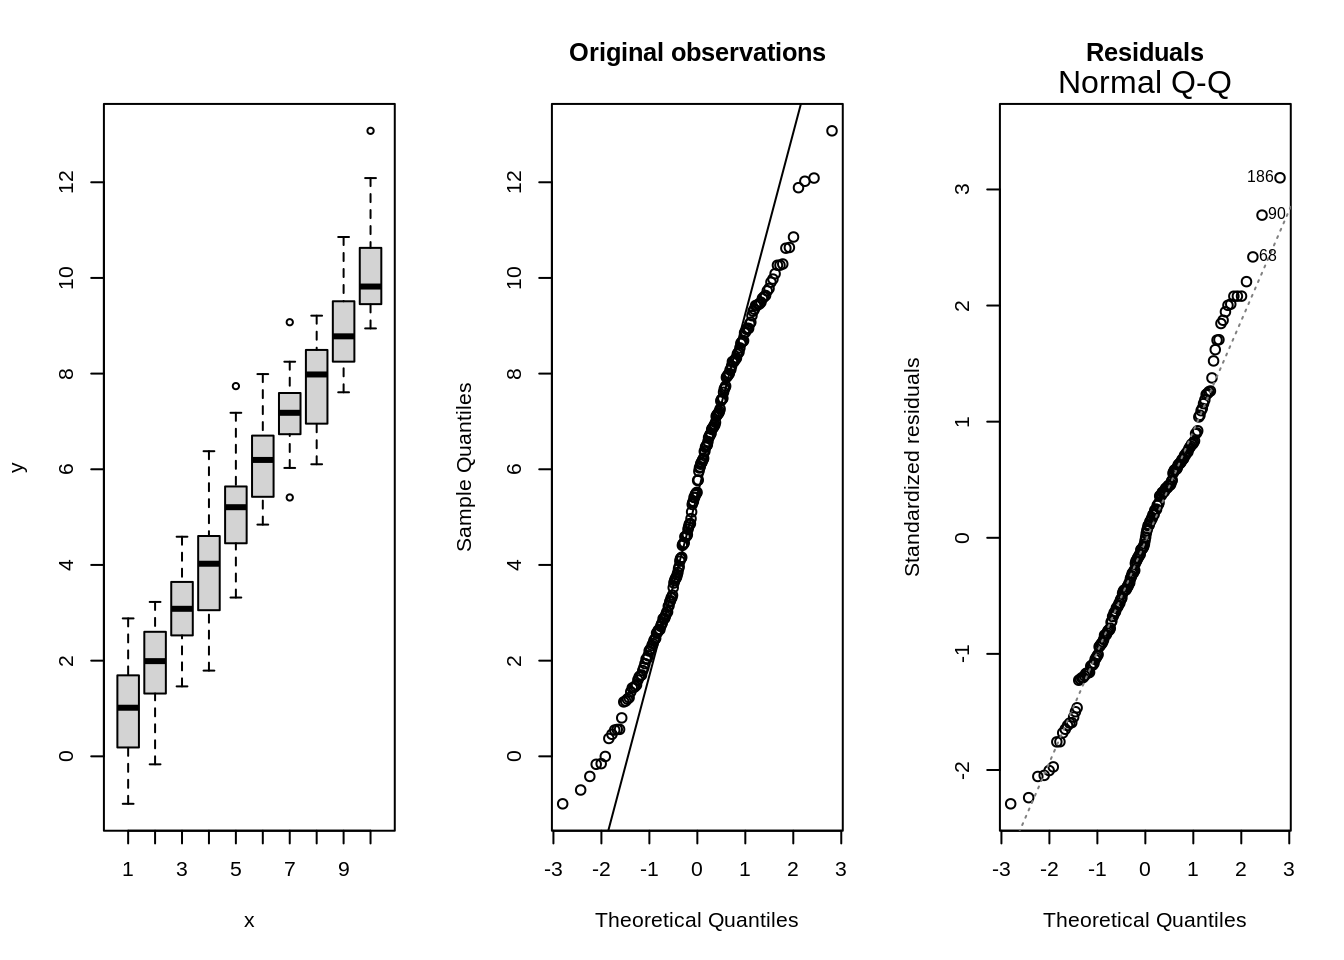 12
10
8
6
4
2
0
y
1 3 5 7 9
x
Original observations
12
10
8
6
4
2
0
Sample Quantiles
-3 -2 -1 0 1 2 3
Theoretical Quantiles
Residuals
Normal Q-Q
186
90
68
3
2
1
0
-1
-2
Standardized residuals
-3 -2 -1 0 1 2 3
Theoretical Quantiles